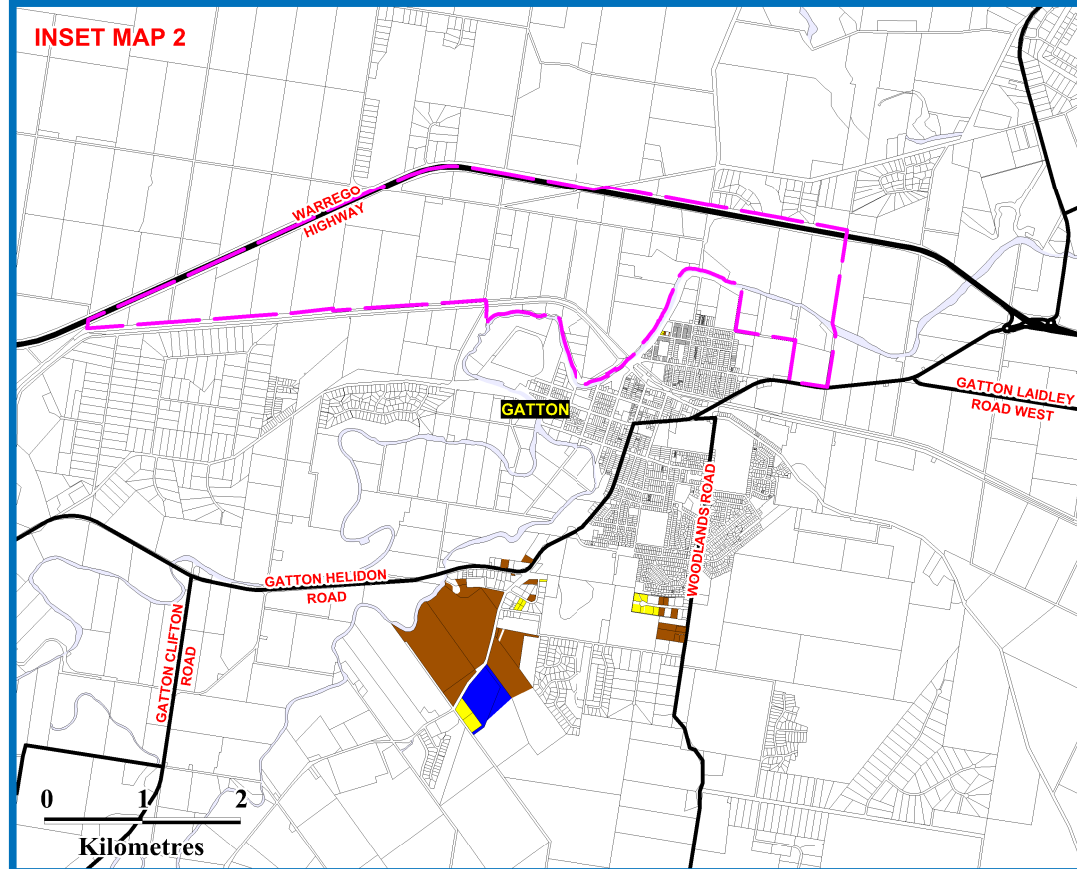 INSET MAP 2
WARREGO
HIGHWAY
GATTON LAIDLEY
ROAD WEST
GATTON
WOODLANDS ROAD
GATTON HELIDON
ROAD
GATTON CLIFTON
ROAD
0 1 2
Kilometres